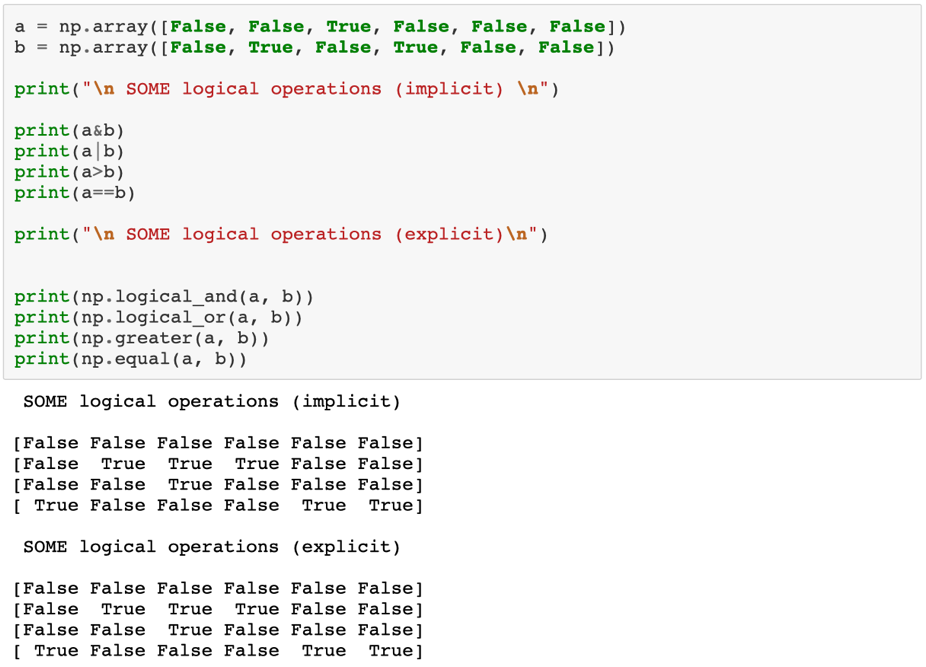 a = np.array([False, False, True, False, False, False])
b = np.array([False, True, False, True, False, False])
print("\n SOME logical operations (implicit) \n")
print(a&b)
print(a|b)
print(a>b)
print(a==b)
print("\n SOME logical operations (explicit)\n")
print(np.logical_and(a, b))
print(np.logical_or(a, b))
print(np.greater(a, b))
print(np.equal(a, b))
SOME logical operations (implicit)
[False False False False False False]
[False  True  True  True False False]
[False False  True False False False]
[ True False False False  True  True]
SOME logical operations (explicit)
[False False False False False False]
[False  True  True  True False False]
[False False  True False False False]
[ True False False False  True  True]